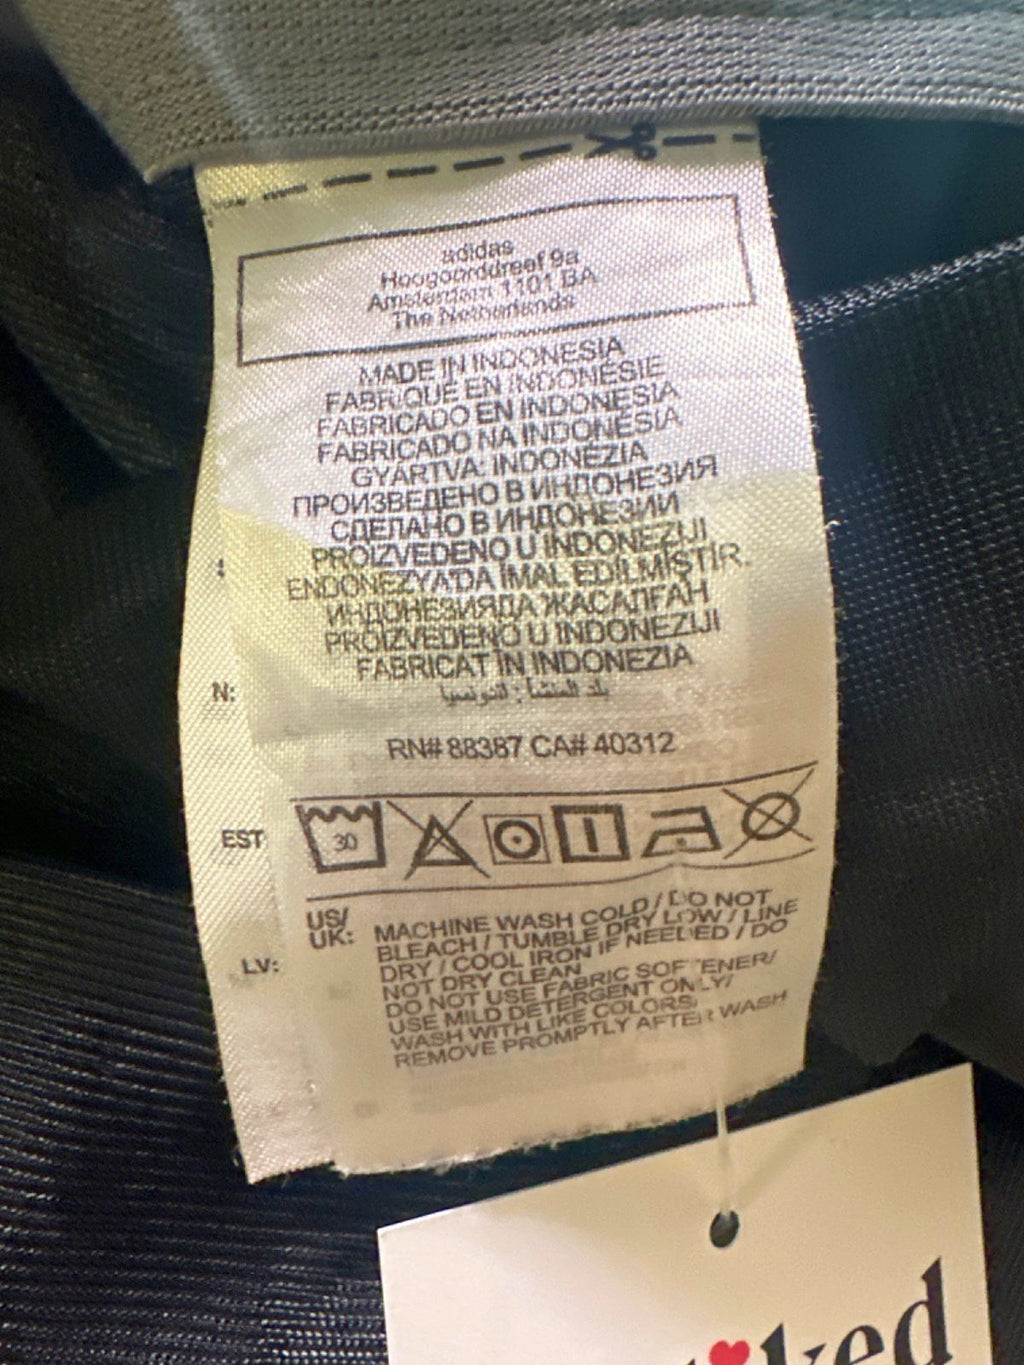 adidas
Hoogoorddreef 9a
Amsterdam 1101 BA
The Netherlands
MADE IN INDONESIA
FABRIQUÉ EN INDONÉSIE
FABRICADO EN INDONESIA
FABRICADO NA INDONÉSIA
GYÁRTVA: INDONÉZIA
ПРОИЗВЕДЕНО В ИНДОНЕЗИЯ
СДЕЛАНО В ИНДОНЕЗИИ
PROIZVEDENO U INDONEZIJI
ENDONEZYA'DA İMAL EDİLMİŞTİR.
ИНДОНЕЗИЯДА ЖАСАЛҒАН
PROIZVEDENO U INDONEZIJI
FABRICAT ÎN INDONEZIA
بلد المنشأ : اندونيسيا
N:
RN# 88387 CA# 40312
EST
30
US/
UK:
MACHINE WASH COLD / DO NOT
BLEACH / TUMBLE DRY LOW / LINE
DRY / COOL IRON IF NEEDED / DO
NOT DRY CLEAN
DO NOT USE FABRIC SOFTENER/
USE MILD DETERGENT ONLY/
WASH WITH LIKE COLORS/
REMOVE PROMPTLY AFTER WASH
LV: